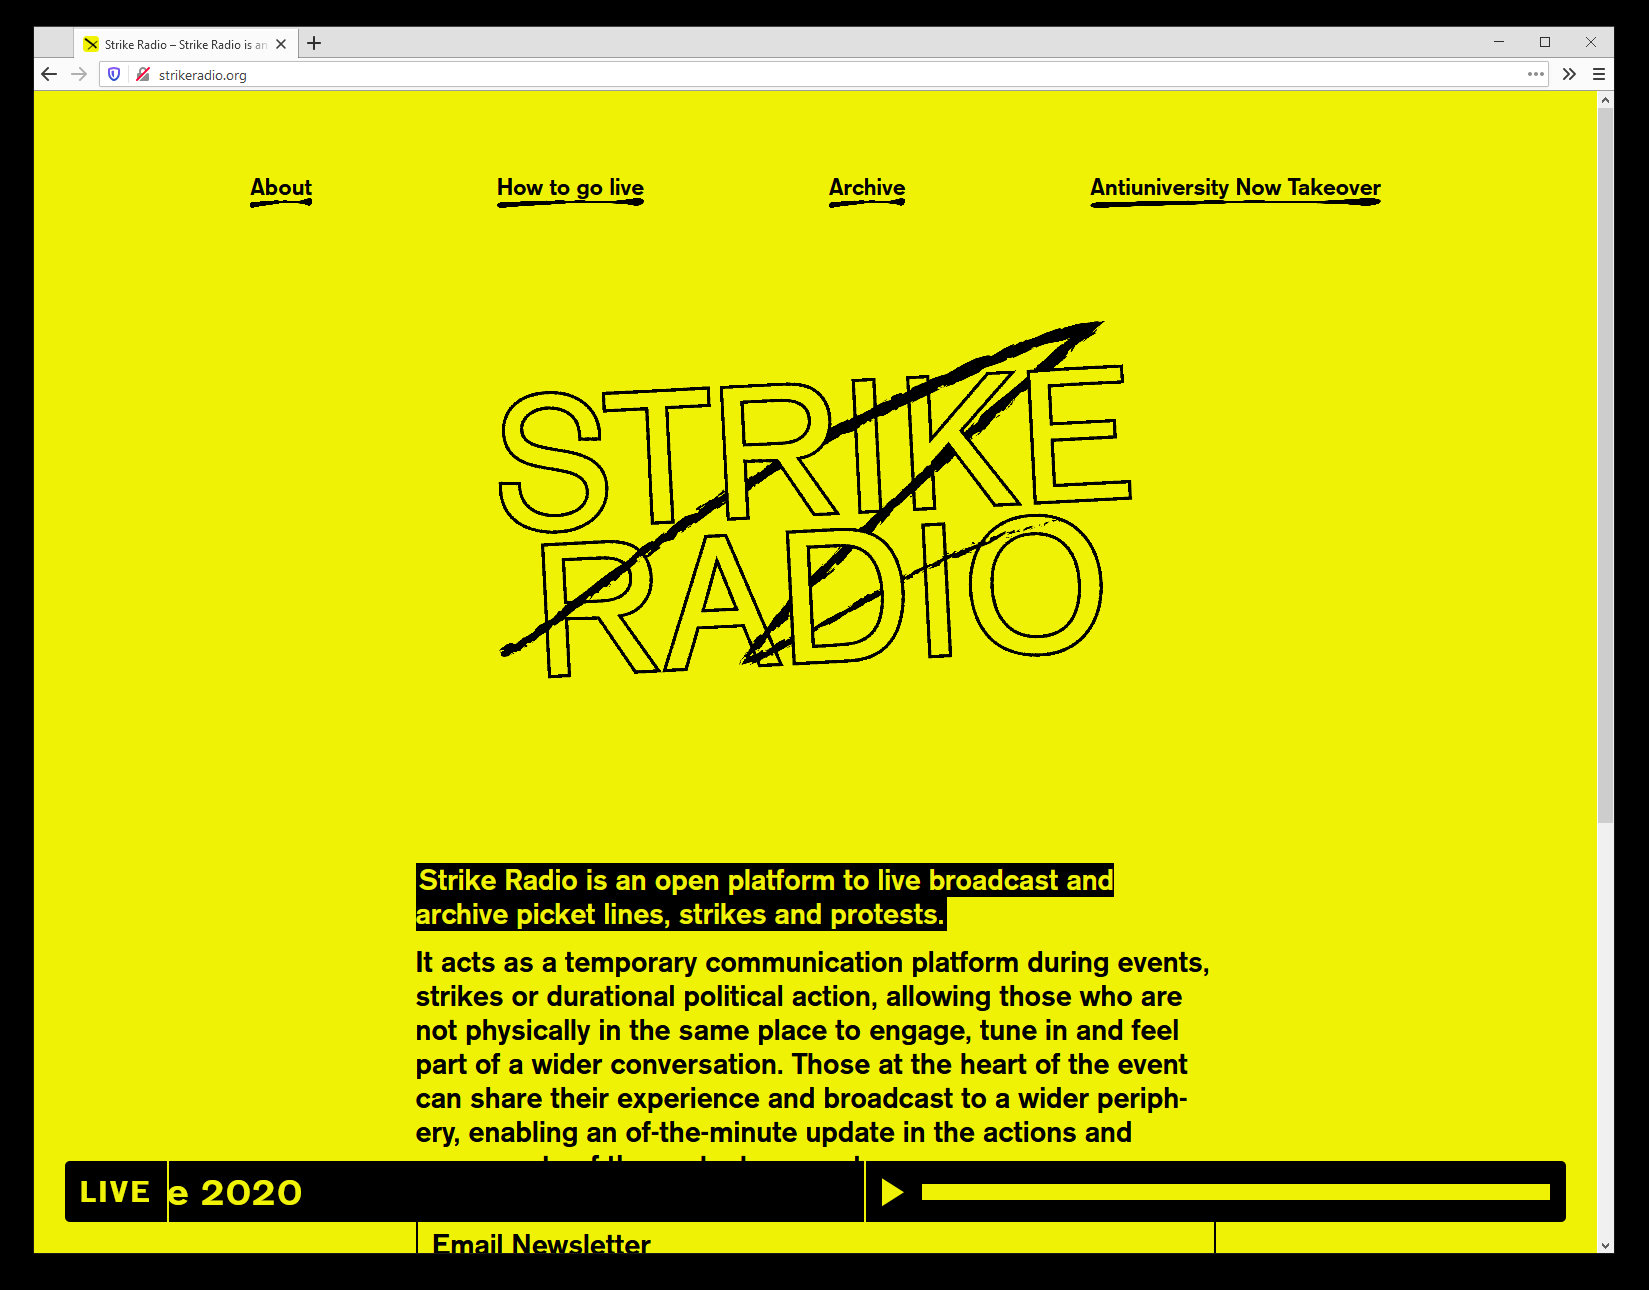 Strike Radio – Strike Radio is an
strikeradio.org
About
How to go live
Archive
Antiuniversity Now Takeover
STRIKE
RADIO
Strike Radio is an open platform to live broadcast and
archive picket lines, strikes and protests.
It acts as a temporary communication platform during events,
strikes or durational political action, allowing those who are
not physically in the same place to engage, tune in and feel
part of a wider conversation. Those at the heart of the event
can share their experience and broadcast to a wider periph-
ery, enabling an of-the-minute update in the actions and
LIVE
e 2020
Email Newsletter